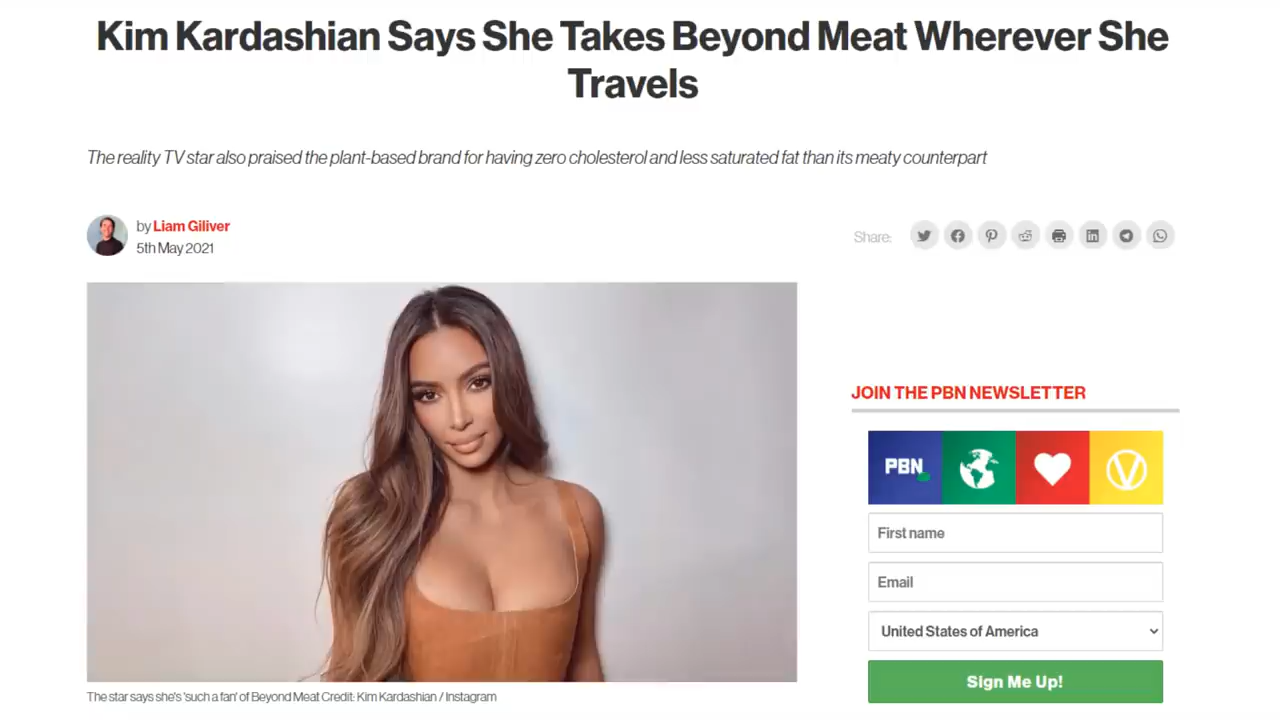 Kim Kardashian Says She Takes Beyond Meat Wherever She
Travels
The reality TV star also praised the plant-based brand for having zero cholesterol and less saturated fat than its meaty counterpart
by Liam Giliver
5th May 2021
Share:
The star says she's 'such a fan' of Beyond Meat Credit: Kim Kardashian / Instagram
JOIN THE PBN NEWSLETTER
PBN
V
First name
Email
United States of America
Sign Me Up!